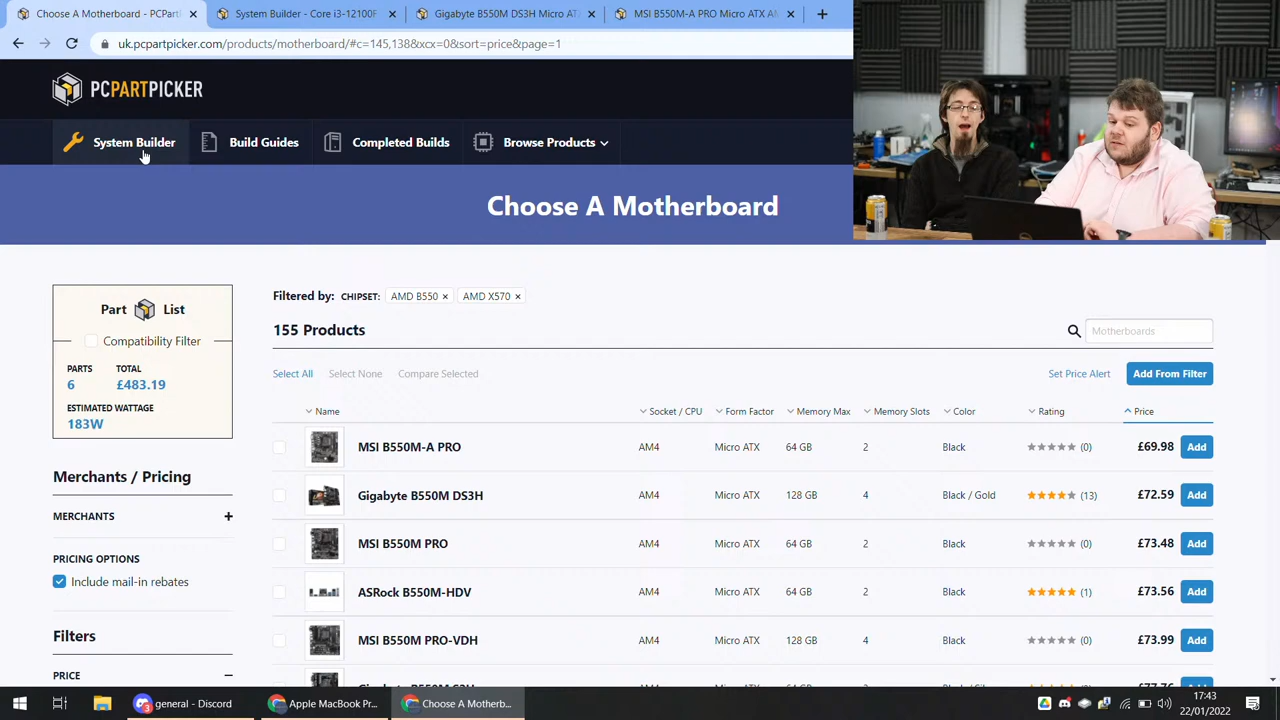 Choose A Motherboard - PCPart
System Builder - Core i3-12100F
Gigabyte B550M DS3H Micro AT
MSI B550M-A PRO Micro ATX A
uk.pcpartpicker.com/products/motherboard/#c=145,138&xcx=0&sort=price&page=1
PCPARTPICKER
System Builder
Build Guides
Completed Builds
Browse Products
Choose A Motherboard
Part List
Compatibility Filter
PARTS TOTAL
6 £483.19
ESTIMATED WATTAGE
183W
Merchants / Pricing
MERCHANTS +
PRICING OPTIONS
Include mail-in rebates
Filters
PRICE −
Filtered by: CHIPSET: AMD B550 × AMD X570 ×
155 Products
Motherboards
Select All Select None Compare Selected
Set Price Alert Add From Filter
Name Socket / CPU Form Factor Memory Max Memory Slots Color Rating Price
MSI B550M-A PRO AM4 Micro ATX 64 GB 2 Black (0) £69.98 Add
Gigabyte B550M DS3H AM4 Micro ATX 128 GB 4 Black / Gold (13) £72.59 Add
MSI B550M PRO AM4 Micro ATX 64 GB 2 Black (0) £73.48 Add
ASRock B550M-HDV AM4 Micro ATX 64 GB 2 Black (1) £73.56 Add
MSI B550M PRO-VDH AM4 Micro ATX 128 GB 4 Black (0) £73.99 Add
general - Discord
Choose A Motherb...
17:43
22/01/2022